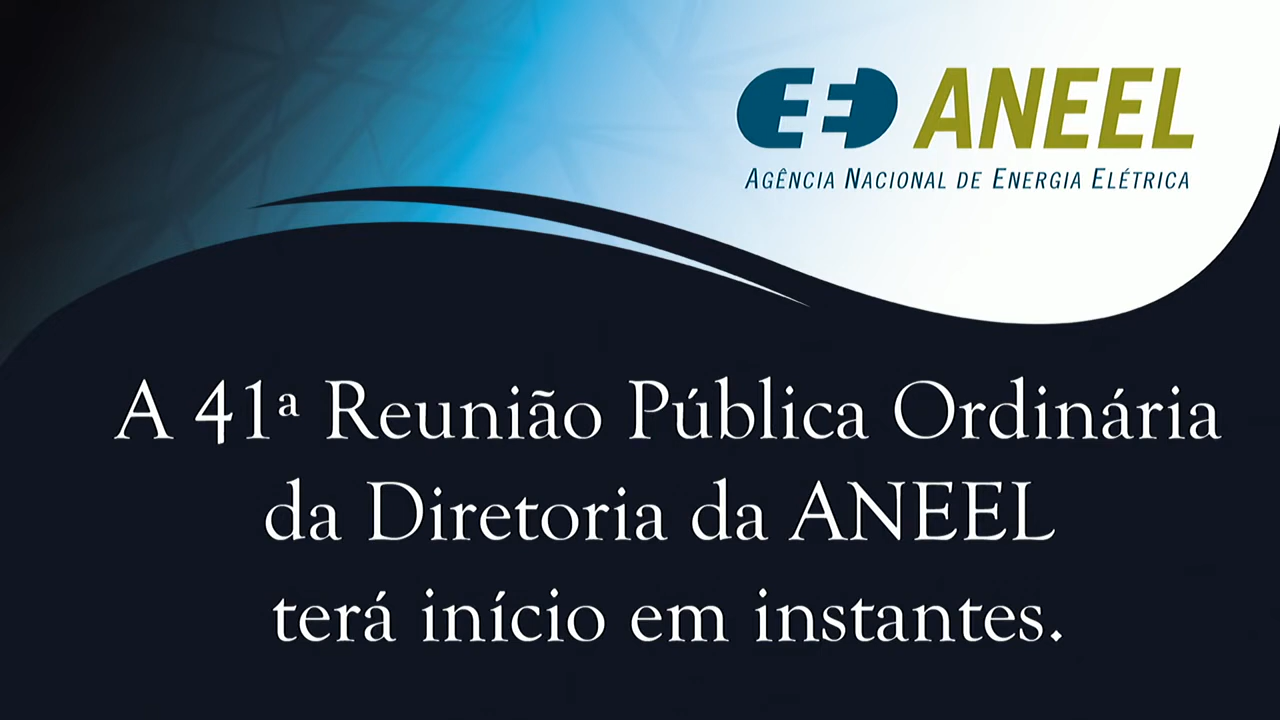 ANEEL
AGÊNCIA NACIONAL DE ENERGIA ELÉTRICA
A 41ª Reunião Pública Ordinária
da Diretoria da ANEEL
terá início em instantes.